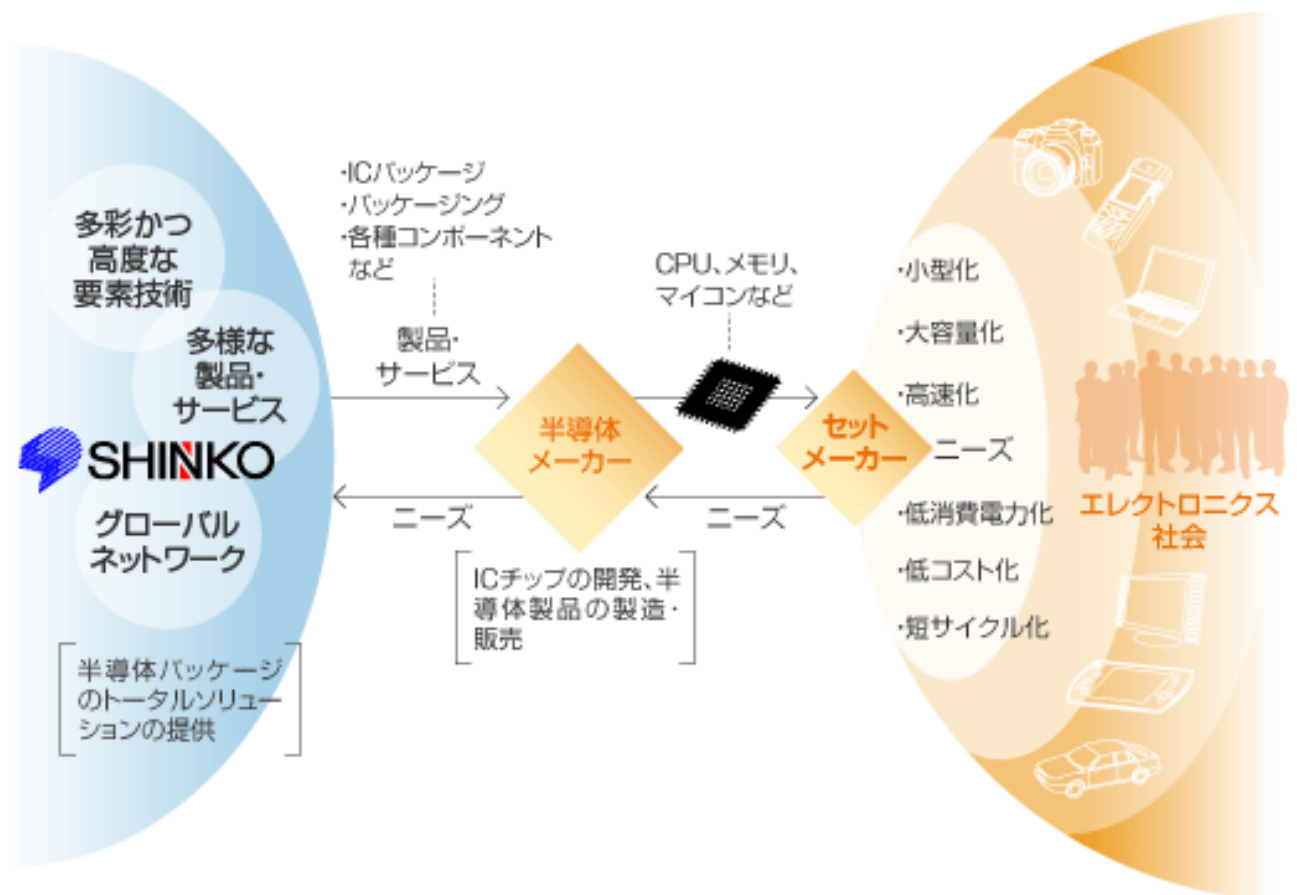 多彩かつ
高度な
要素技術
多様な
製品・
サービス
SHINKO
グローバル
ネットワーク
半導体パッケージ
のトータルソリュー
ションの提供
・ICパッケージ
・パッケージング
・各種コンポーネント
など
製品・
サービス
ニーズ
半導体
メーカー
ICチップの開発、半
導体製品の製造・
販売
CPU、メモリ、
マイコンなど
ニーズ
セット
メーカー
・小型化
・大容量化
・高速化
ニーズ
・低消費電力化
・低コスト化
・短サイクル化
エレクトロニクス
社会